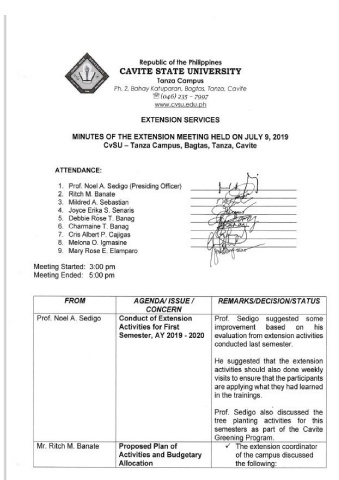 Republic of the Philippines
CAVITE STATE UNIVERSITY
Tanza Campus
Ph. 2, Bahay Katuparan, Bagtas, Tanza, Cavite
☏(046) 235 – 7997
www.cvsu.edu.ph
EXTENSION SERVICES
MINUTES OF THE EXTENSION MEETING HELD ON JULY 9, 2019
CvSU – Tanza Campus, Bagtas, Tanza, Cavite
ATTENDANCE:
1. Prof. Noel A. Sedigo (Presiding Officer)
2. Ritch M. Banate
3. Mildred A. Sebastian
4. Joyce Erika S. Senaris
5. Debbie Rose T. Banag
6. Charmaine T. Banag
7. Cris Albert P. Cajigas
8. Melona O. Igmasine
9. Mary Rose E. Elamparo
Meeting Started: 3:00 pm
Meeting Ended: 5:00 pm
FROM
AGENDA/ ISSUE /
CONCERN
REMARKS/DECISION/STATUS
Prof. Noel A. Sedigo
Conduct of Extension
Activities for First
Semester, AY 2019 - 2020
Prof. Sedigo suggested some
improvement based on his
evaluation from extension activities
conducted last semester.
He suggested that the extension
activities should also done weekly
visits to ensure that the participants
are applying what they had learned
in the trainings.
Prof. Sedigo also discussed the
tree planting activities for this
semesters as part of the Cavite
Greening Program.
Mr. Ritch M. Banate
Proposed Plan of
Activities and Budgetary
Allocation
✓ The extension coordinator
of the campus discussed
the following: